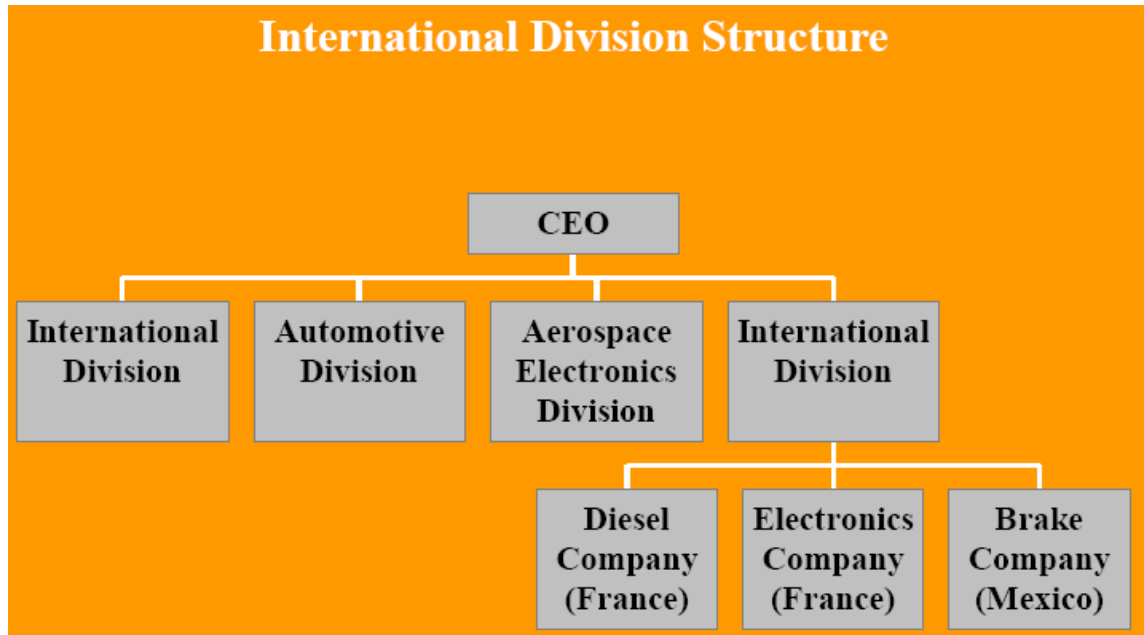 International Division Structure
CEO
International
Division
Automotive
Division
Aerospace
Electronics
Division
International
Division
Diesel
Company
(France)
Electronics
Company
(France)
Brake
Company
(Mexico)